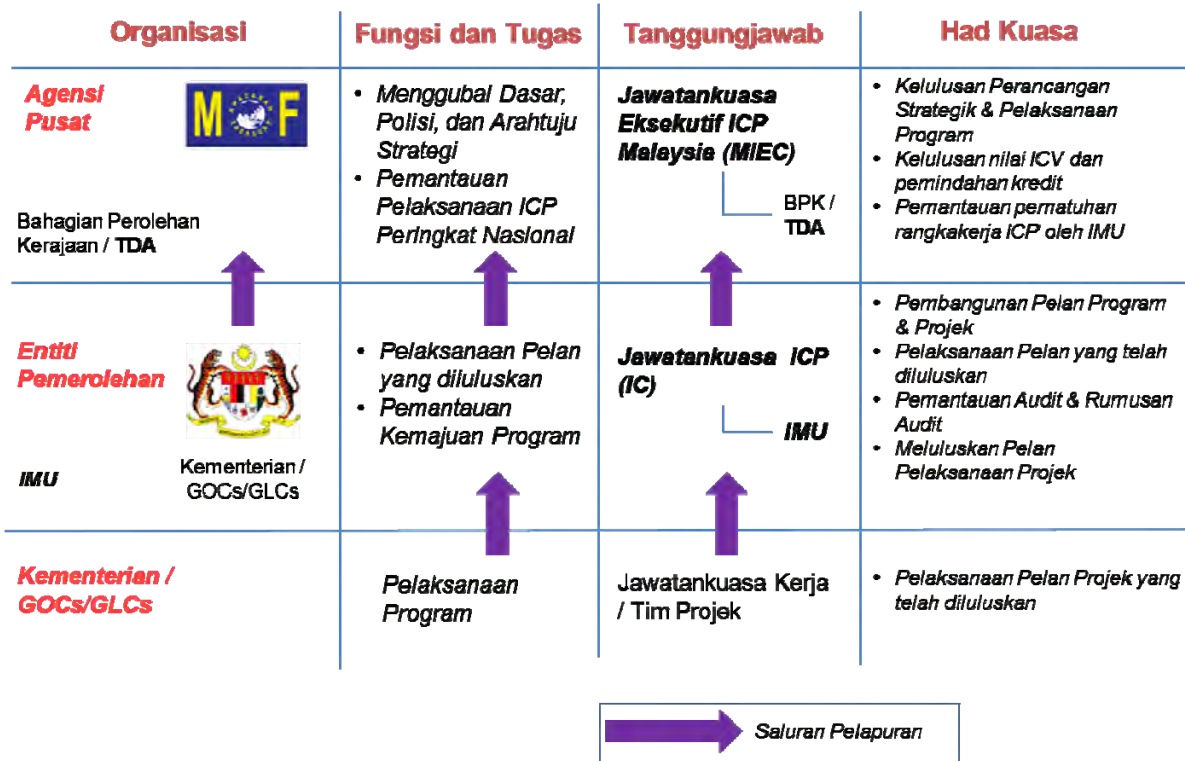 Organisasi
Fungsi dan Tugas
Tanggungjawab
Had Kuasa
Agensi
Pusat
MOF
Bahagian Perolehan
Kerajaan / TDA
• Menggubal Dasar,
Polisi, dan Arahtuju
Strategi
• Pemantauan
Pelaksanaan ICP
Peringkat Nasional
Jawatankuasa
Eksekutif ICP
Malaysia (MIEC)
BPK /
TDA
• Kelulusan Perancangan
Strategik & Pelaksanaan
Program
• Kelulusan nilai ICV dan
pemindahan kredit
• Pemantauan pematuhan
rangkakerja ICP oleh IMU
Entiti
Pemerolehan
IMU
Kementerian /
GOCs/GLCs
• Pelaksanaan Pelan
yang diluluskan
• Pemantauan
Kemajuan Program
Jawatankuasa ICP
(IC)
IMU
• Pembangunan Pelan Program
& Projek
• Pelaksanaan Pelan yang telah
diluluskan
• Pemantauan Audit & Rumusan
Audit
• Meluluskan Pelan
Pelaksanaan Projek
Kementerian /
GOCs/GLCs
Pelaksanaan
Program
Jawatankuasa Kerja
/ Tim Projek
• Pelaksanaan Pelan Projek yang
telah diluluskan
Saluran Pelapuran